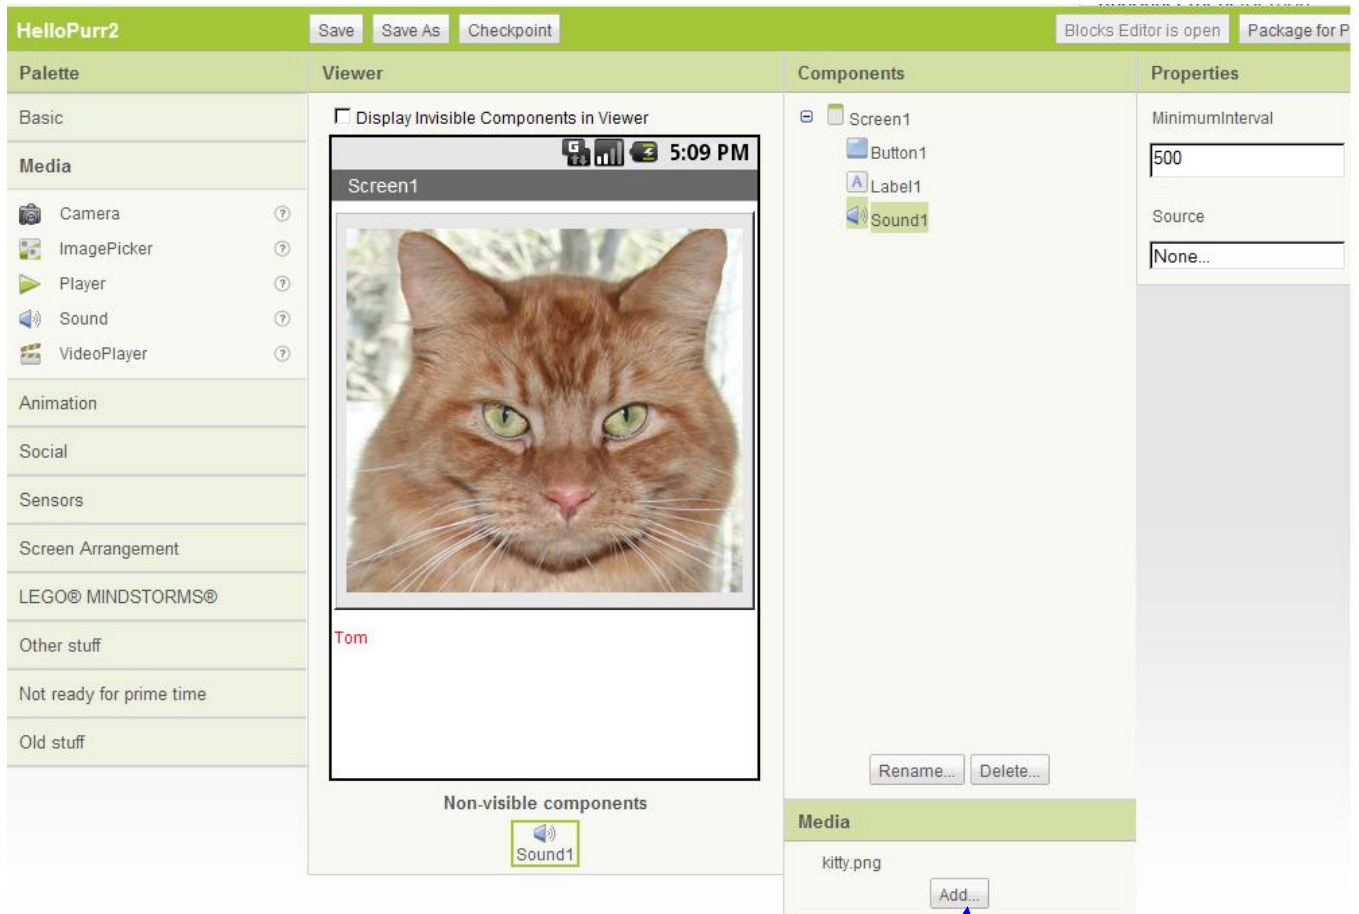 HelloPurr2
Save
Save As
Checkpoint
Blocks Editor is open
Package for P
Palette
Basic
Media
Camera ?
ImagePicker ?
Player ?
Sound ?
VideoPlayer ?
Animation
Social
Sensors
Screen Arrangement
LEGO® MINDSTORMS®
Other stuff
Not ready for prime time
Old stuff
Viewer
Display Invisible Components in Viewer
G 5:09 PM
Screen1
Tom
Non-visible components
Sound1
Components
Screen1
Button1
A Label1
Sound1
Rename...
Delete...
Media
kitty.png
Add...
Properties
MinimumInterval
500
Source
None...